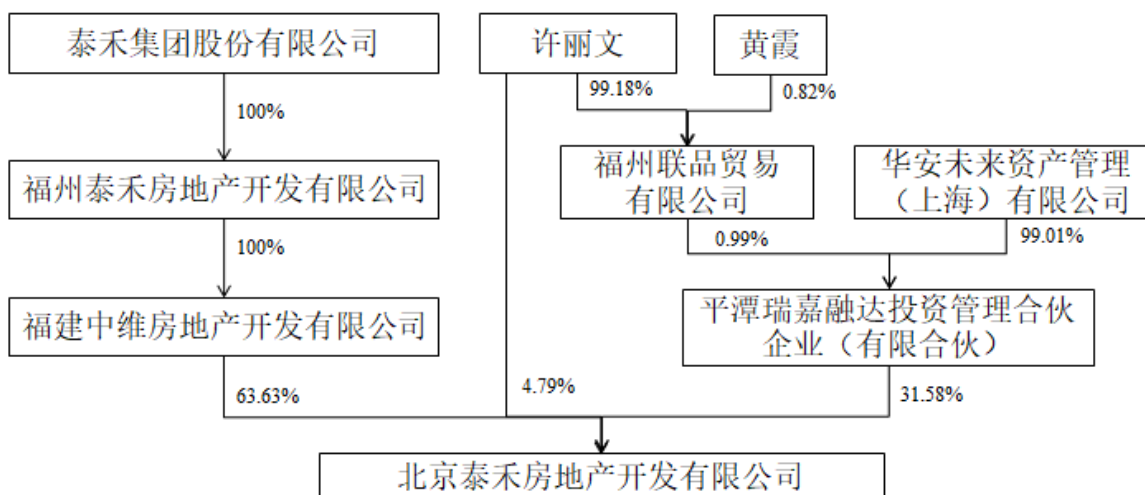 泰禾集团股份有限公司
许丽文
黄霞
99.18%
0.82%
100%
福州联品贸易
有限公司
华安未来资产管理
（上海）有限公司
福州泰禾房地产开发有限公司
0.99%
99.01%
100%
平潭瑞嘉融达投资管理合伙
企业（有限合伙）
福建中维房地产开发有限公司
63.63%
4.79%
31.58%
北京泰禾房地产开发有限公司